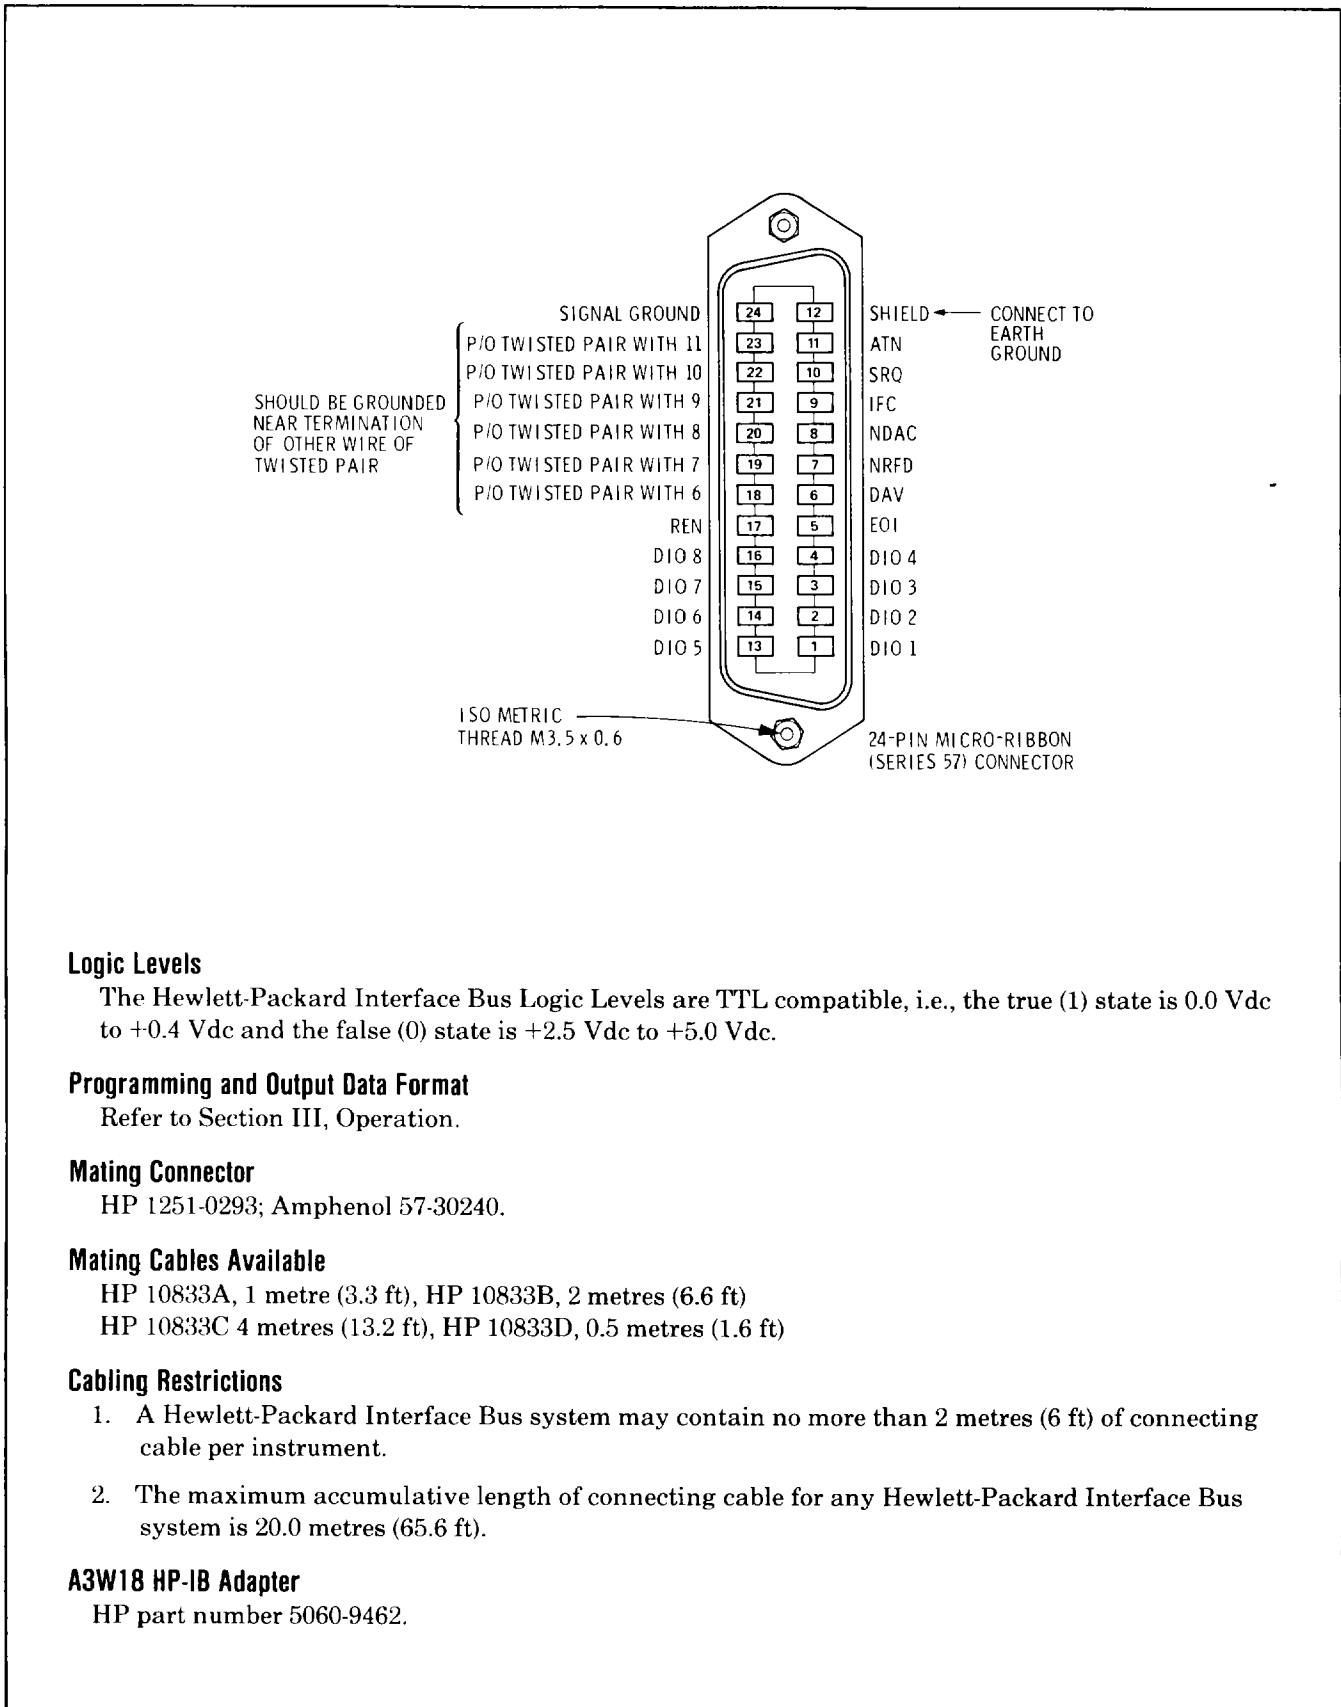 SIGNAL GROUND 24 12 SHIELD CONNECT TO
EARTH
GROUND
P/O TWISTED PAIR WITH 11 23 11 ATN
P/O TWISTED PAIR WITH 10 22 10 SRQ
P/O TWISTED PAIR WITH 9 21 9 IFC
P/O TWISTED PAIR WITH 8 20 8 NDAC
P/O TWISTED PAIR WITH 7 19 7 NRFD
P/O TWISTED PAIR WITH 6 18 6 DAV
SHOULD BE GROUNDED
NEAR TERMINATION
OF OTHER WIRE OF
TWISTED PAIR
REN 17 5 EOI
DIO 8 16 4 DIO 4
DIO 7 15 3 DIO 3
DIO 6 14 2 DIO 2
DIO 5 13 1 DIO 1
ISO METRIC
THREAD M3.5 x 0.6
24-PIN MICRO-RIBBON
(SERIES 57) CONNECTOR
Logic Levels
The Hewlett-Packard Interface Bus Logic Levels are TTL compatible, i.e., the true (1) state is 0.0 Vdc
to +0.4 Vdc and the false (0) state is +2.5 Vdc to +5.0 Vdc.
Programming and Output Data Format
Refer to Section III, Operation.
Mating Connector
HP 1251-0293; Amphenol 57-30240.
Mating Cables Available
HP 10833A, 1 metre (3.3 ft), HP 10833B, 2 metres (6.6 ft)
HP 10833C 4 metres (13.2 ft), HP 10833D, 0.5 metres (1.6 ft)
Cabling Restrictions
1. A Hewlett-Packard Interface Bus system may contain no more than 2 metres (6 ft) of connecting
cable per instrument.
2. The maximum accumulative length of connecting cable for any Hewlett-Packard Interface Bus
system is 20.0 metres (65.6 ft).
A3W18 HP-IB Adapter
HP part number 5060-9462.